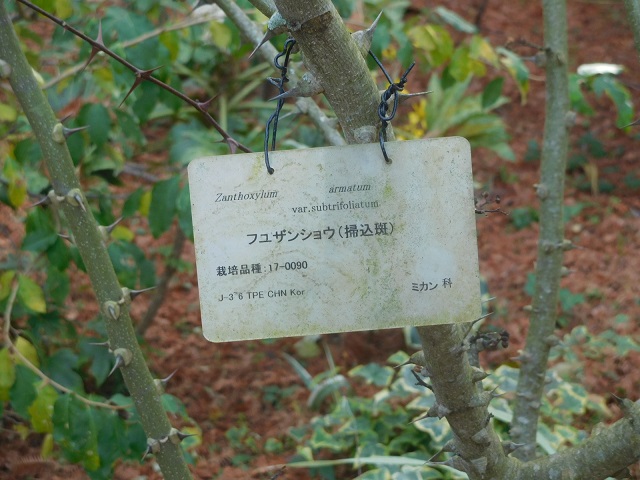 Zanthoxylum armatum
var.subtrifoliatum
フユザンショウ(掃込斑)
栽培品種:17-0090
J-3~6 TPE CHN Kor
ミカン 科